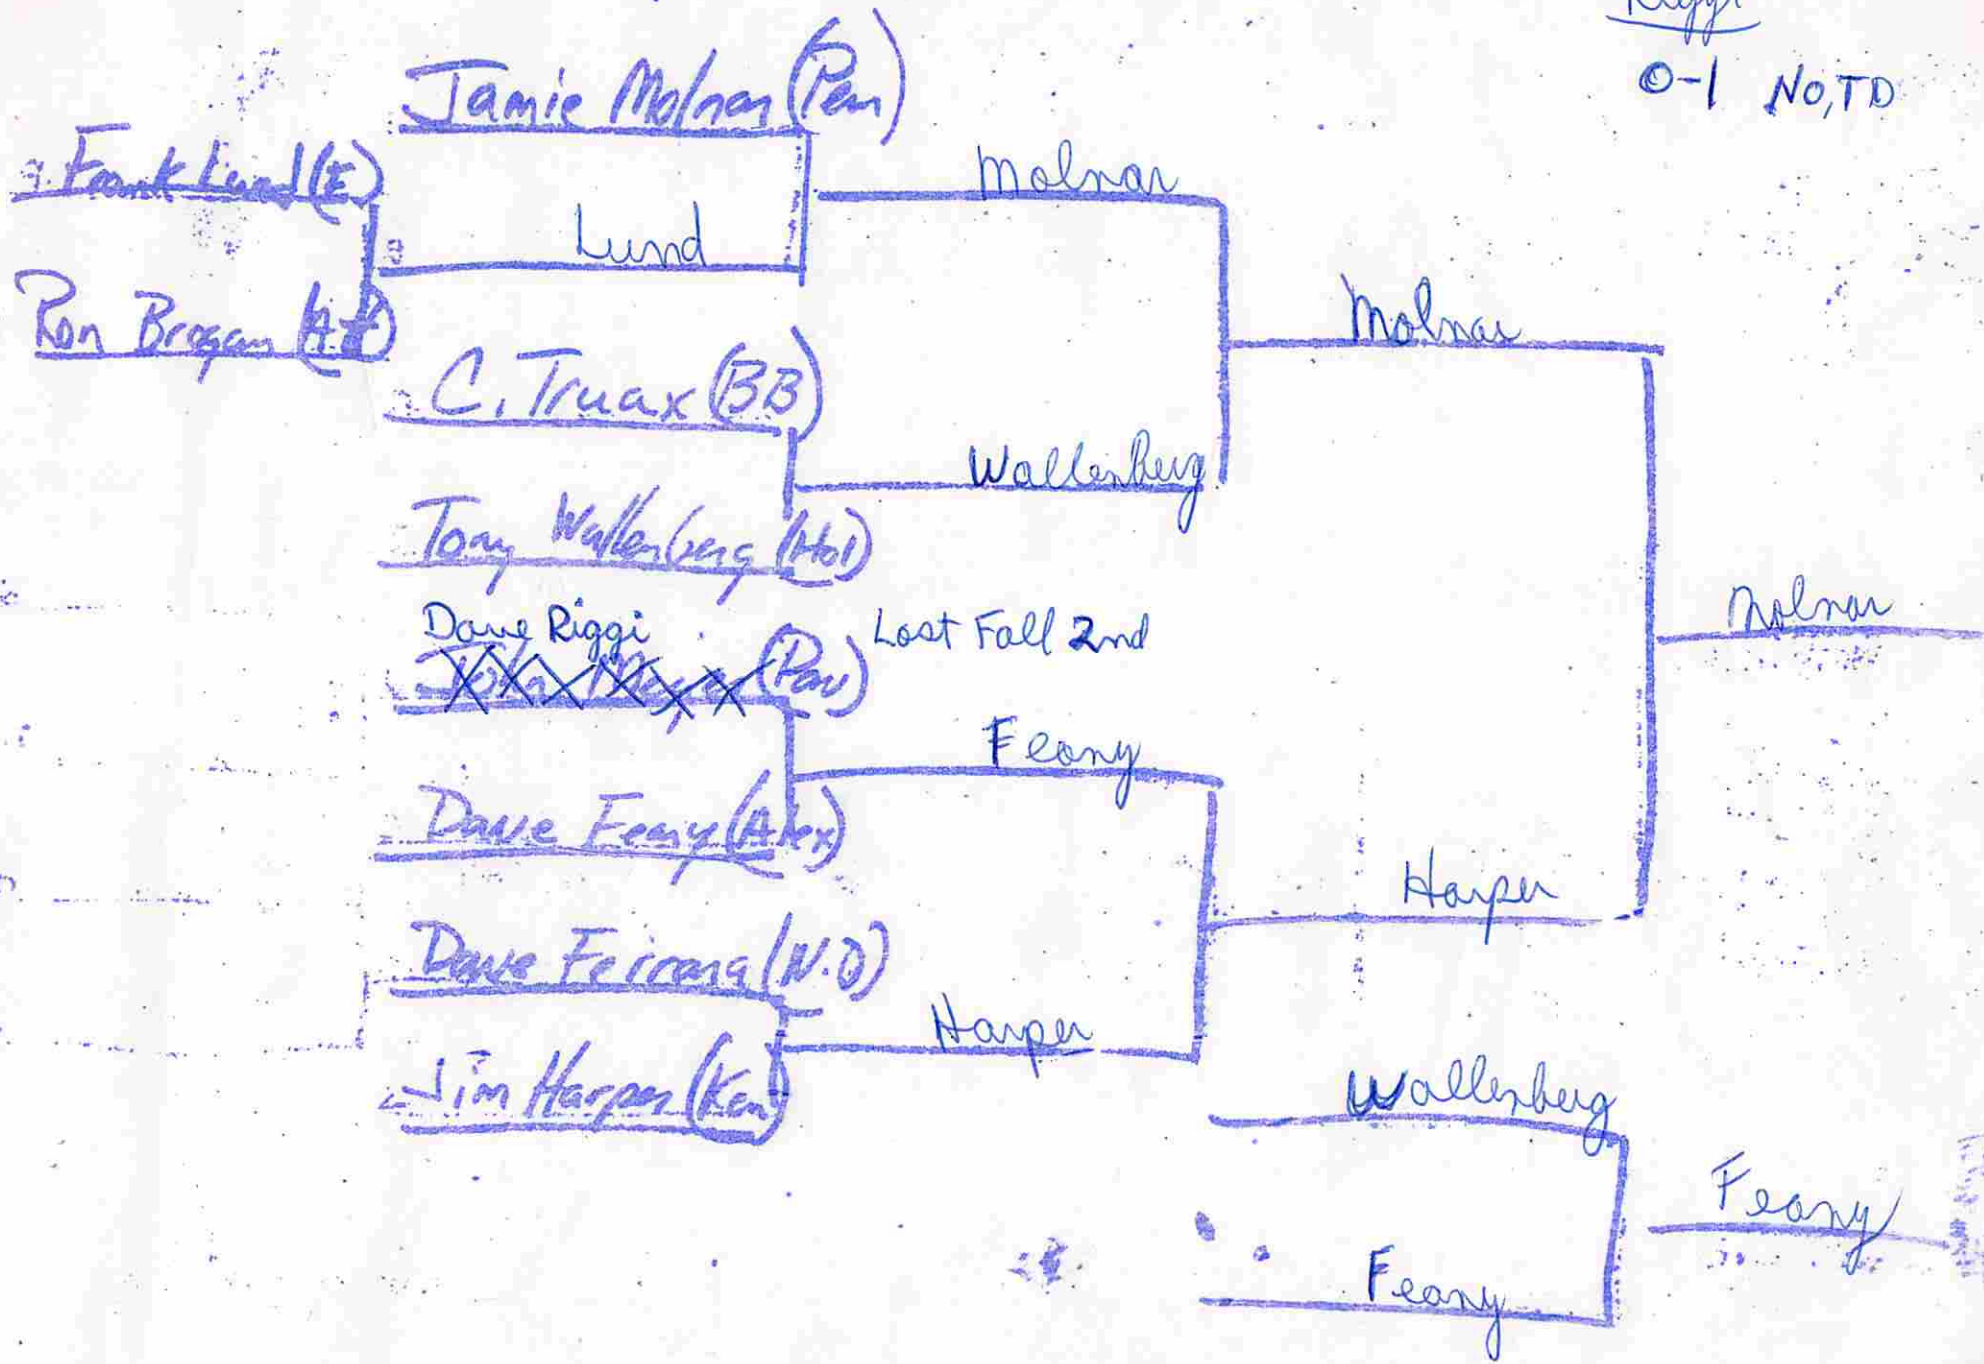 Riggi
0-1 NO,TD
Jamie Molnar (Pen)
Frank Lund (E)
Molnar
Lund
Ron Brogan
Molnar
C. Truax (BB)
Wallenberg
Tony Wallenberg (Hol)
Dave Riggi
Lost Fall 2nd
John (Pau)
Molnar
Feany
Dave Feany (Alex)
Harper
Dave Ferrara (N.D)
Harper
Jim Harper (Ken)
Wallenberg
Feany
Feany